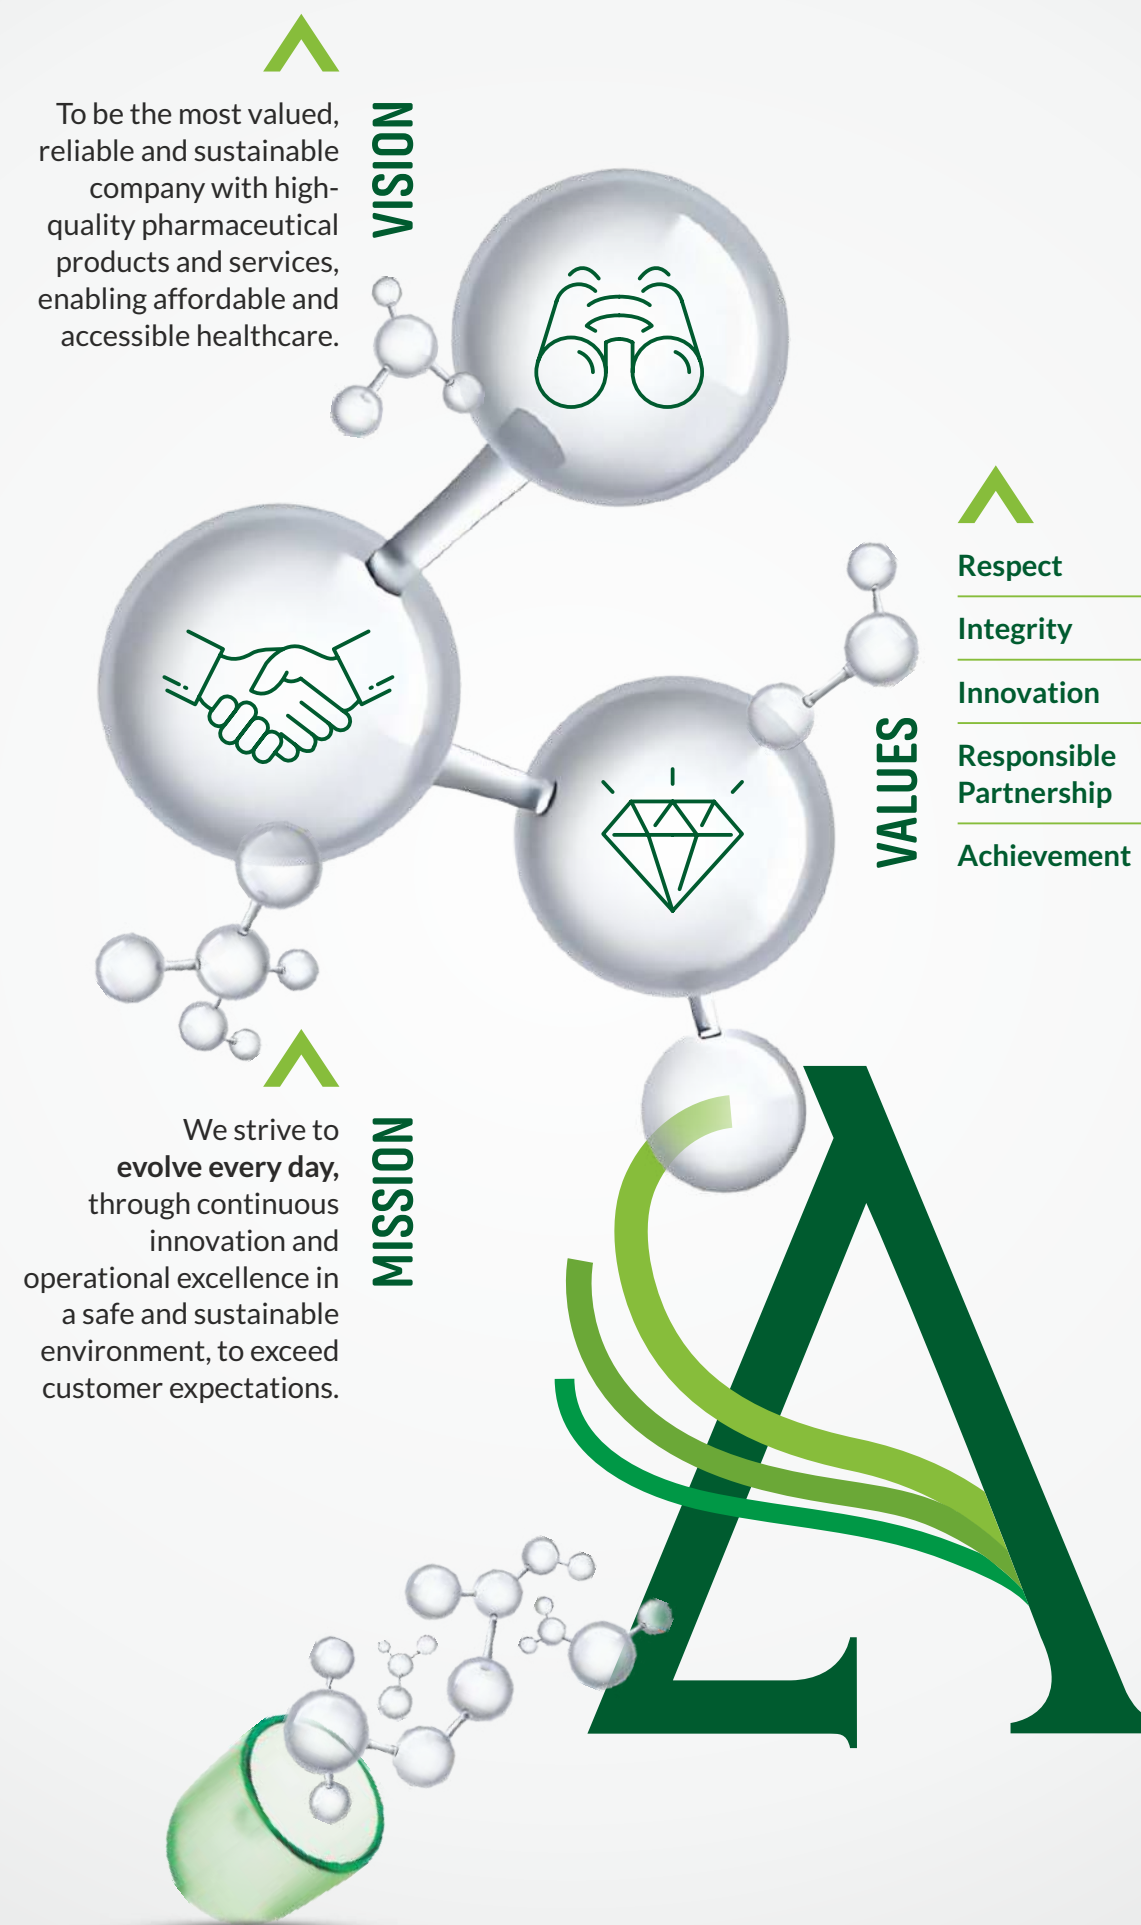 VISION
To be the most valued,
reliable and sustainable
company with high-
quality pharmaceutical
products and services,
enabling affordable and
accessible healthcare.
VALUES
Respect
Integrity
Innovation
Responsible
Partnership
Achievement
MISSION
We strive to
evolve every day,
through continuous
innovation and
operational excellence in
a safe and sustainable
environment, to exceed
customer expectations.
A